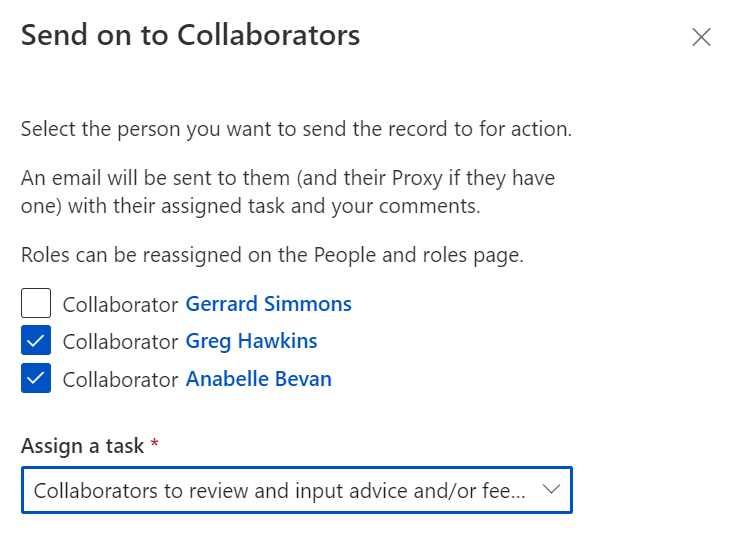 Send on to Collaborators
Select the person you want to send the record to for action.
An email will be sent to them (and their Proxy if they have
one) with their assigned task and your comments.
Roles can be reassigned on the People and roles page.
Collaborator Gerrard Simmons
Collaborator Greg Hawkins
Collaborator Anabelle Bevan
Assign a task *
Collaborators to review and input advice and/or fee...